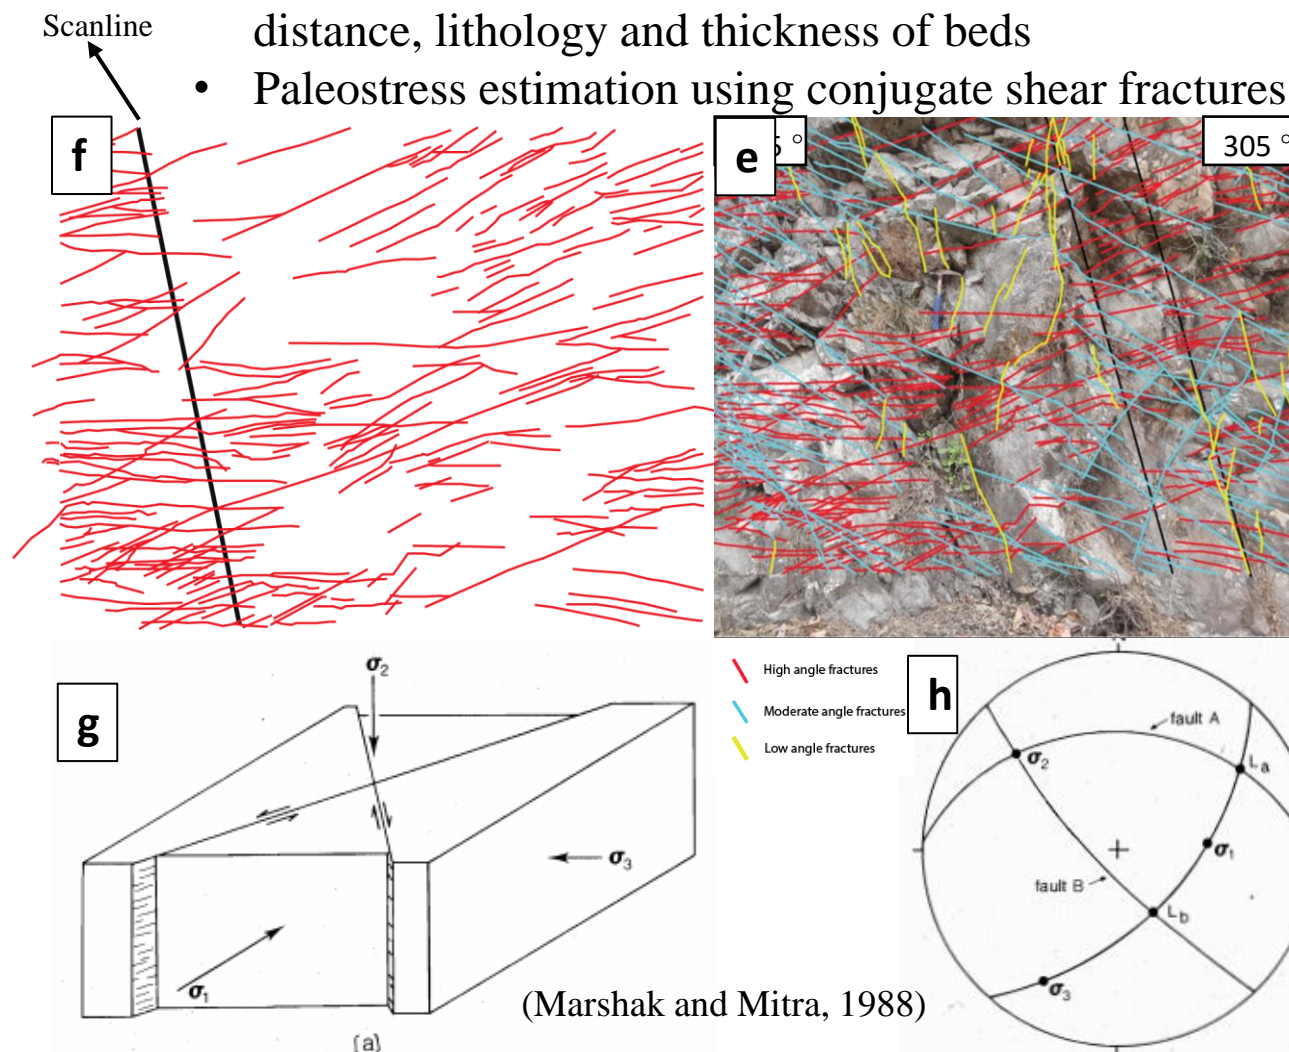 Scanline
distance, lithology and thickness of beds
• Paleostress estimation using conjugate shear fractures
f
e
5 °
305 °
High angle fractures
Moderate angle fractures
Low angle fractures
g
σ2
σ3
σ1
(a)
(Marshak and Mitra, 1988)
h
fault A
La
σ2
σ1
fault B
Lb
σ3